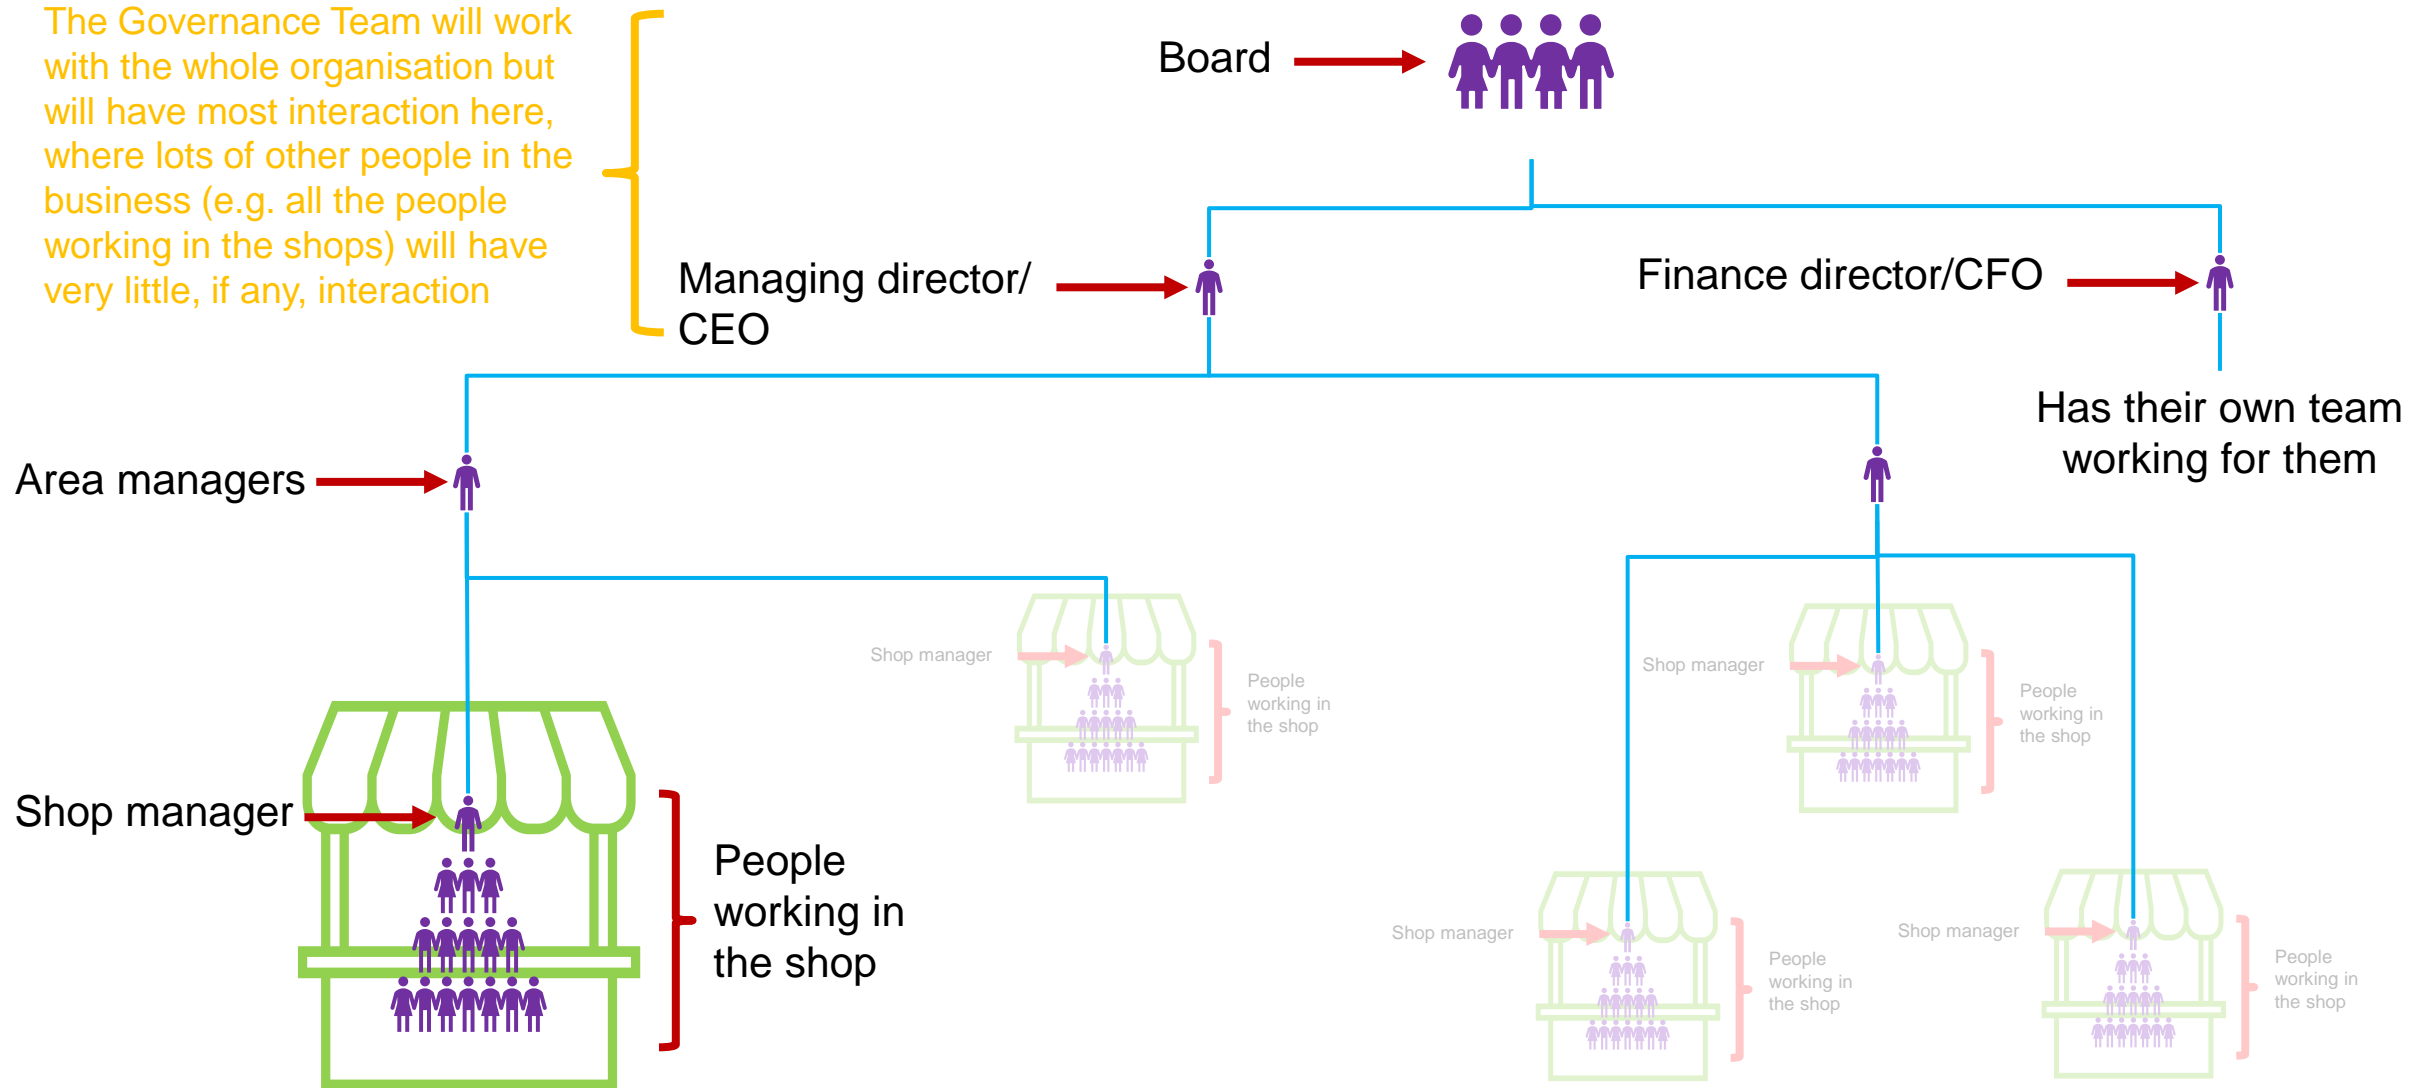 The Governance Team will work
with the whole organisation but
will have most interaction here,
where lots of other people in the
business (e.g. all the people
working in the shops) will have
very little, if any, interaction
Board
Managing director/
CEO
Finance director/CFO
Has their own team
working for them
Area managers
Shop manager
People
working in
the shop
Shop manager
People
working in
the shop
Shop manager
People
working in
the shop
Shop manager
People
working in
the shop
Shop manager
People
working in
the shop